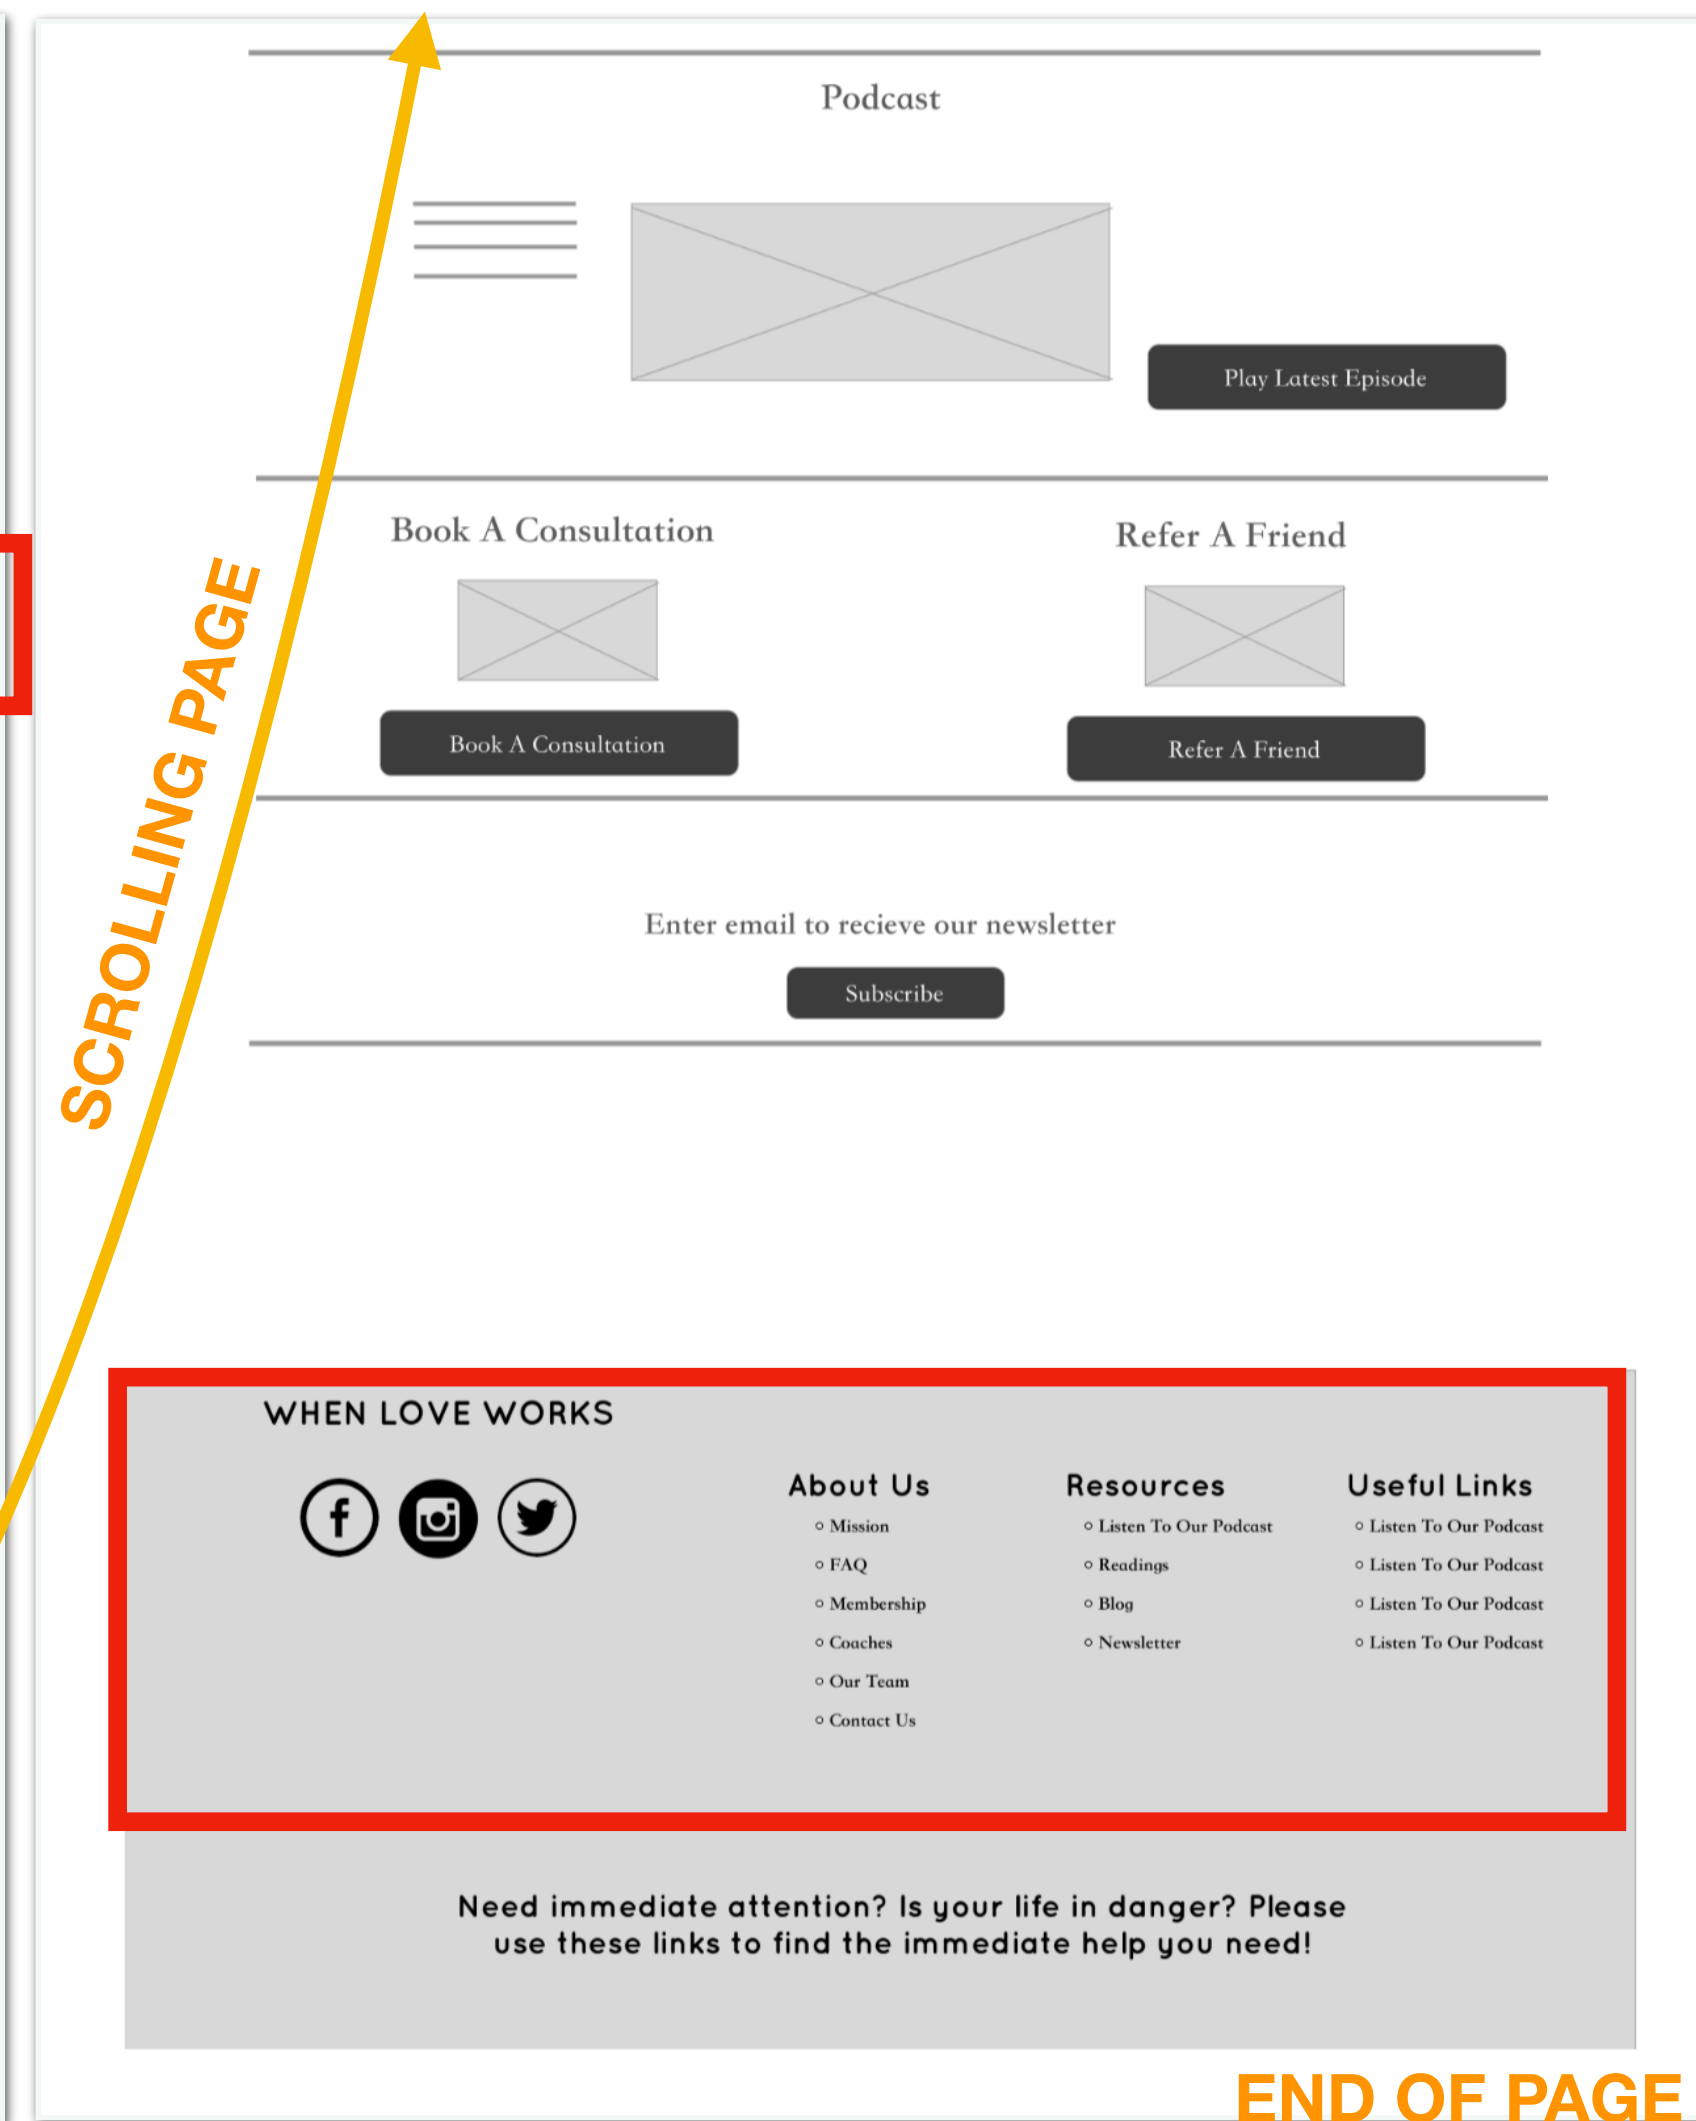 Podcast
Play Latest Episode
SCROLLING PAGE
Book A Consultation
Refer A Friend
Book A Consultation
Refer A Friend
Enter email to recieve our newsletter
Subscribe
WHEN LOVE WORKS
About Us
○ Mission
○ FAQ
○ Membership
○ Coaches
○ Our Team
○ Contact Us
Resources
○ Listen To Our Podcast
○ Readings
○ Blog
○ Newsletter
Useful Links
○ Listen To Our Podcast
○ Listen To Our Podcast
○ Listen To Our Podcast
○ Listen To Our Podcast
Need immediate attention? Is your life in danger? Please
use these links to find the immediate help you need!
END OF PAGE